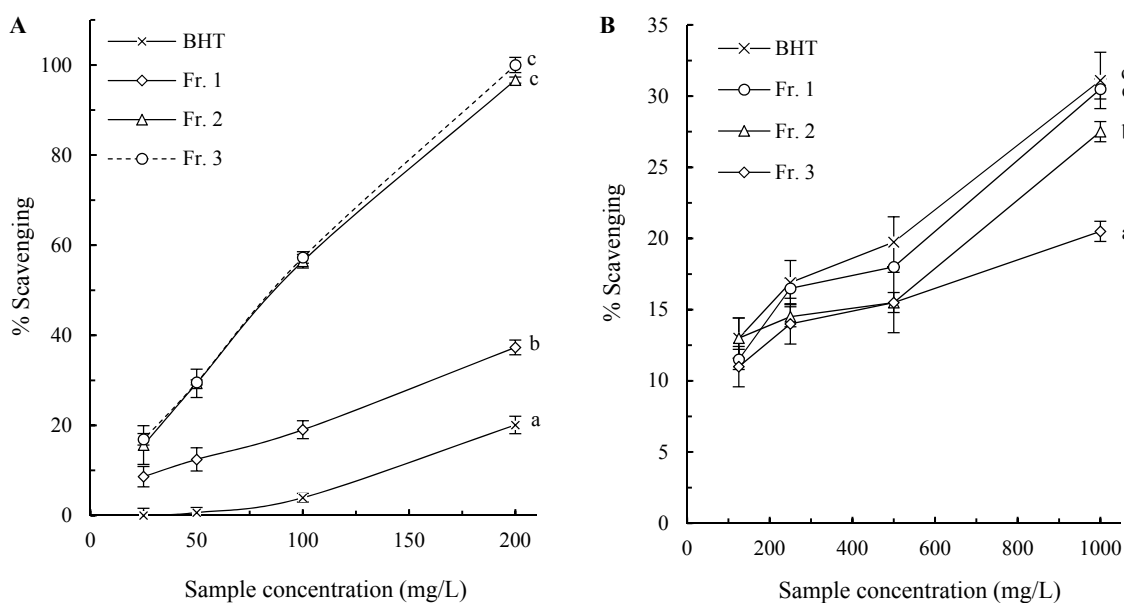 A
BHT
Fr. 1
Fr. 2
Fr. 3
% Scavenging
100
80
60
40
20
0
0 50 100 150 200
Sample concentration (mg/L)
c
c
b
a
B
BHT
Fr. 1
Fr. 2
Fr. 3
% Scavenging
35
30
25
20
15
10
5
0
0 200 400 600 800 1000
Sample concentration (mg/L)
b
a